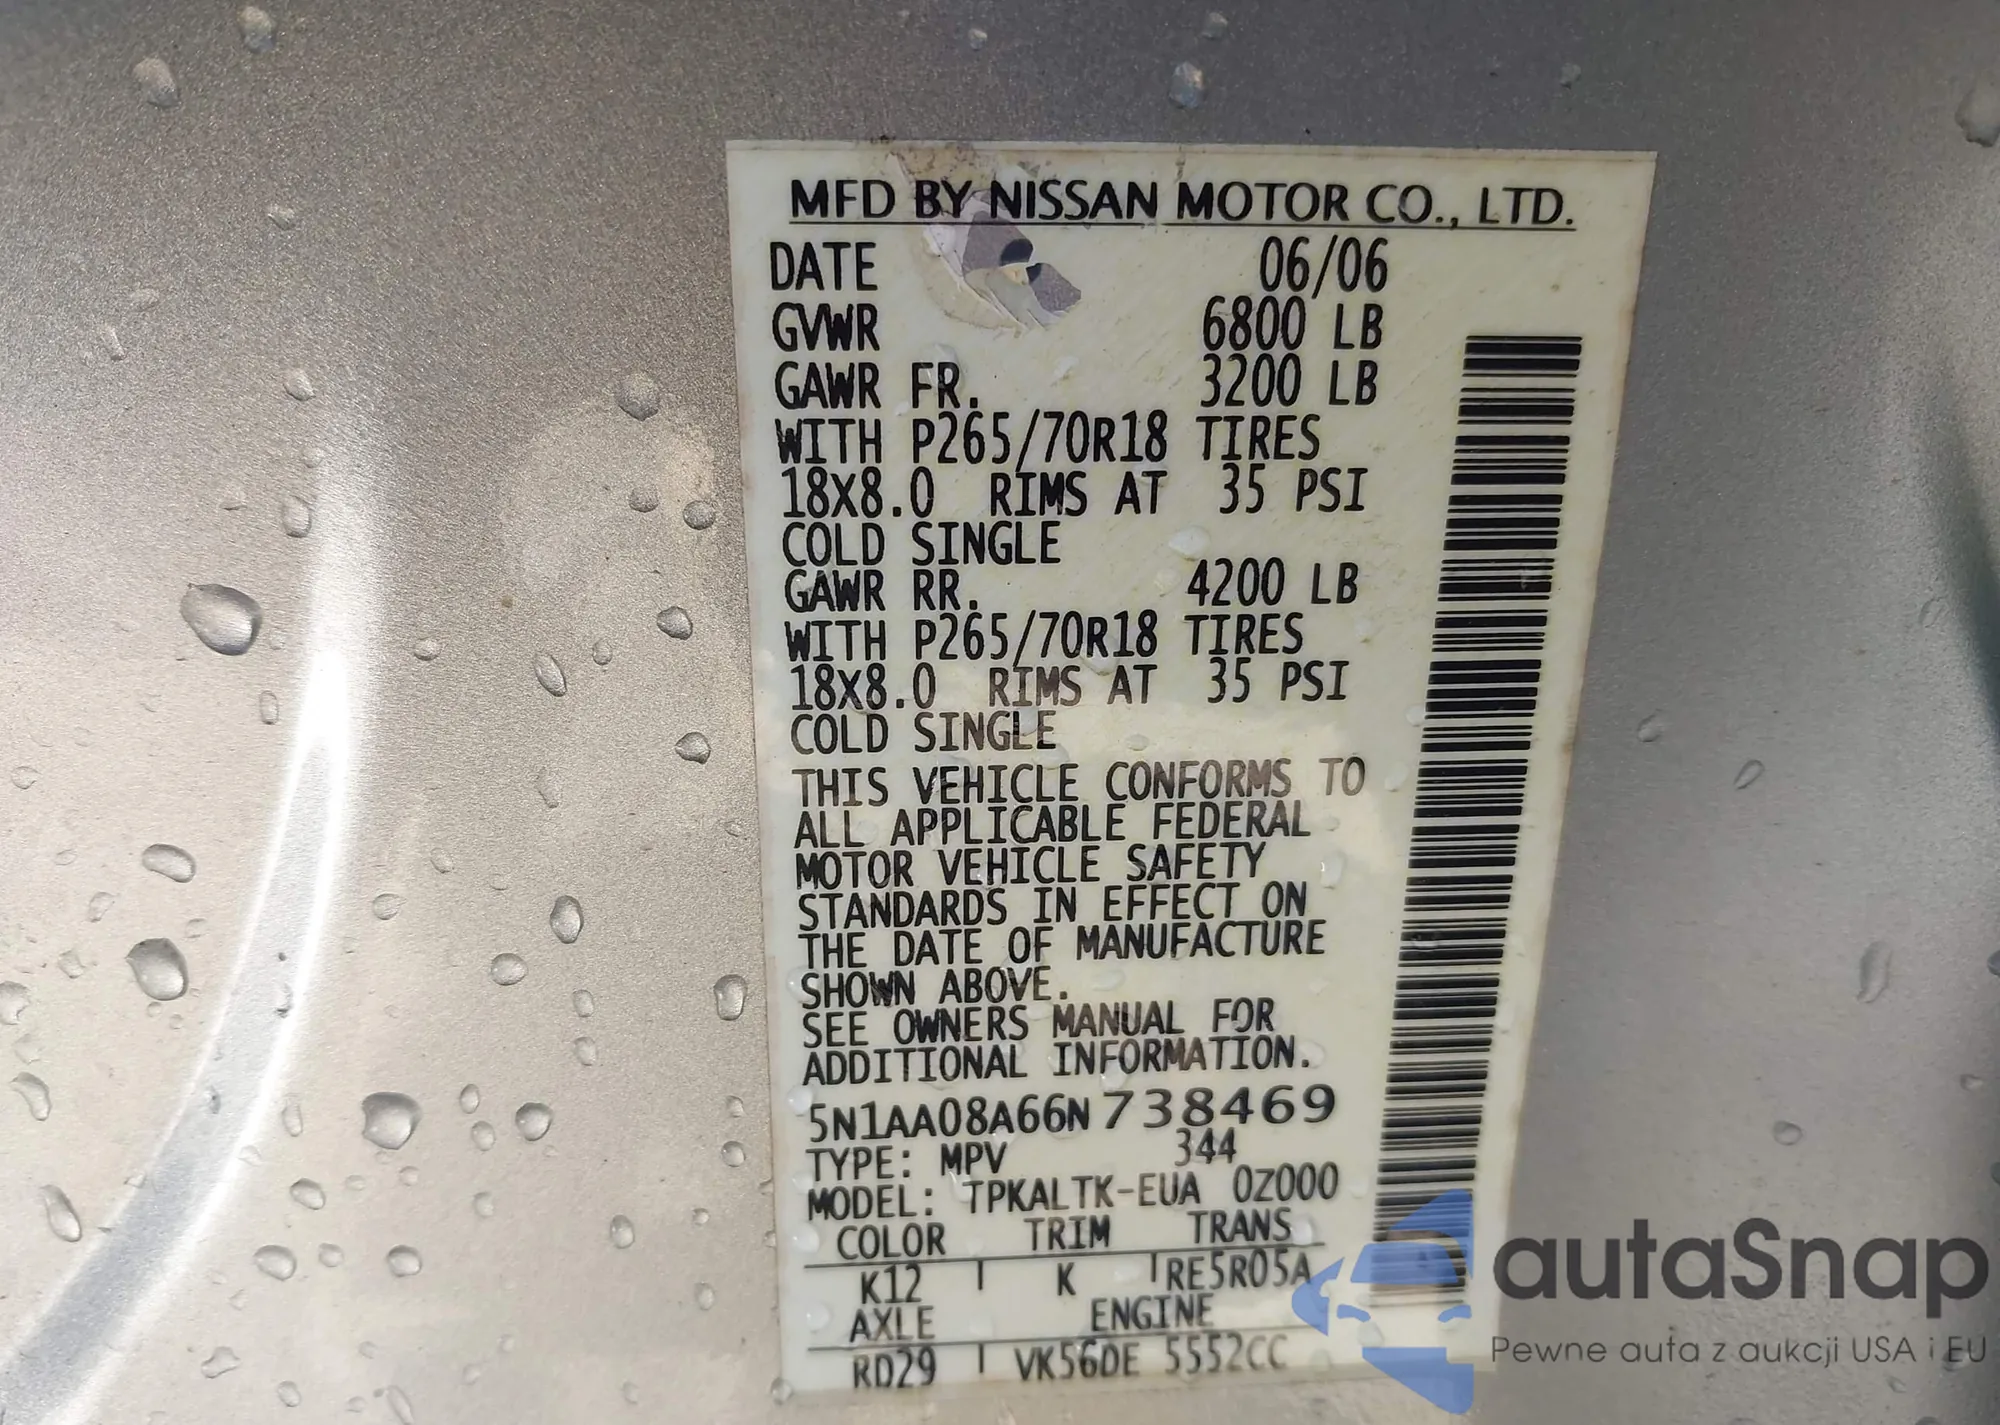 MFD BY NISSAN MOTOR CO., LTD.
DATE 06/06
GVWR 6800 LB
GAWR FR. 3200 LB
WITH P265/70R18 TIRES
18X8.0 RIMS AT 35 PSI
COLD SINGLE
GAWR RR. 4200 LB
WITH P265/70R18 TIRES
18X8.0 RIMS AT 35 PSI
COLD SINGLE
THIS VEHICLE CONFORMS TO
ALL APPLICABLE FEDERAL
MOTOR VEHICLE SAFETY
STANDARDS IN EFFECT ON
THE DATE OF MANUFACTURE
SHOWN ABOVE.
SEE OWNERS MANUAL FOR
ADDITIONAL INFORMATION.
5N1AA08A66N738469
TYPE: MPV 344
MODEL: TPKALTK-EUA 0Z000
COLOR TRIM TRANS
K12 K RE5R05A
AXLE ENGINE
RD29 VK56DE 5552CC
autaSnap
Pewne auta z aukcji USA i EU